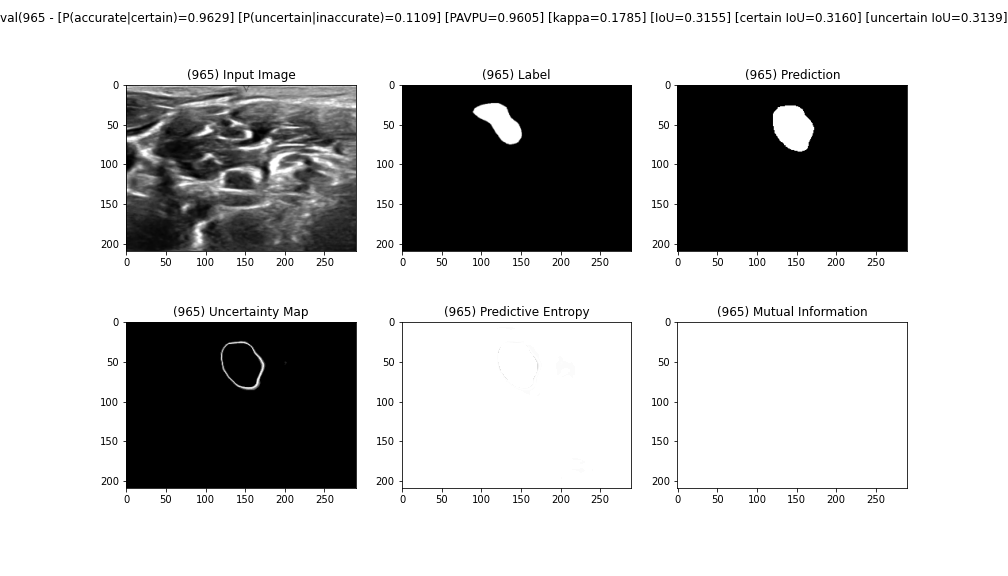 val(965 - [P(accurate|certain)=0.9629] [P(uncertain|inaccurate)=0.1109] [PAVPU=0.9605] [kappa=0.1785] [IoU=0.3155] [certain IoU=0.3160] [uncertain IoU=0.3139]
(965) Input Image
0
50
100
150
200
0 50 100 150 200 250
(965) Label
0
50
100
150
200
0 50 100 150 200 250
(965) Prediction
0
50
100
150
200
0 50 100 150 200 250
(965) Uncertainty Map
0
50
100
150
200
0 50 100 150 200 250
(965) Predictive Entropy
0
50
100
150
200
0 50 100 150 200 250
(965) Mutual Information
0
50
100
150
200
0 50 100 150 200 250